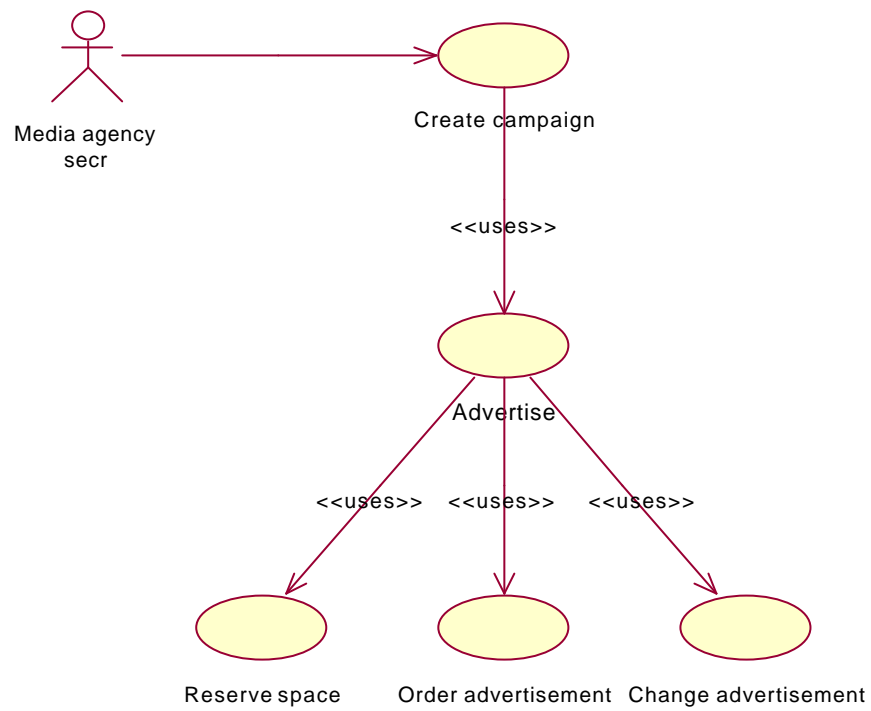 Create campaign
Media agency
secr
<<uses>>
Advertise
<<uses>> <<uses>> <<uses>>
Reserve space Order advertisement Change advertisement